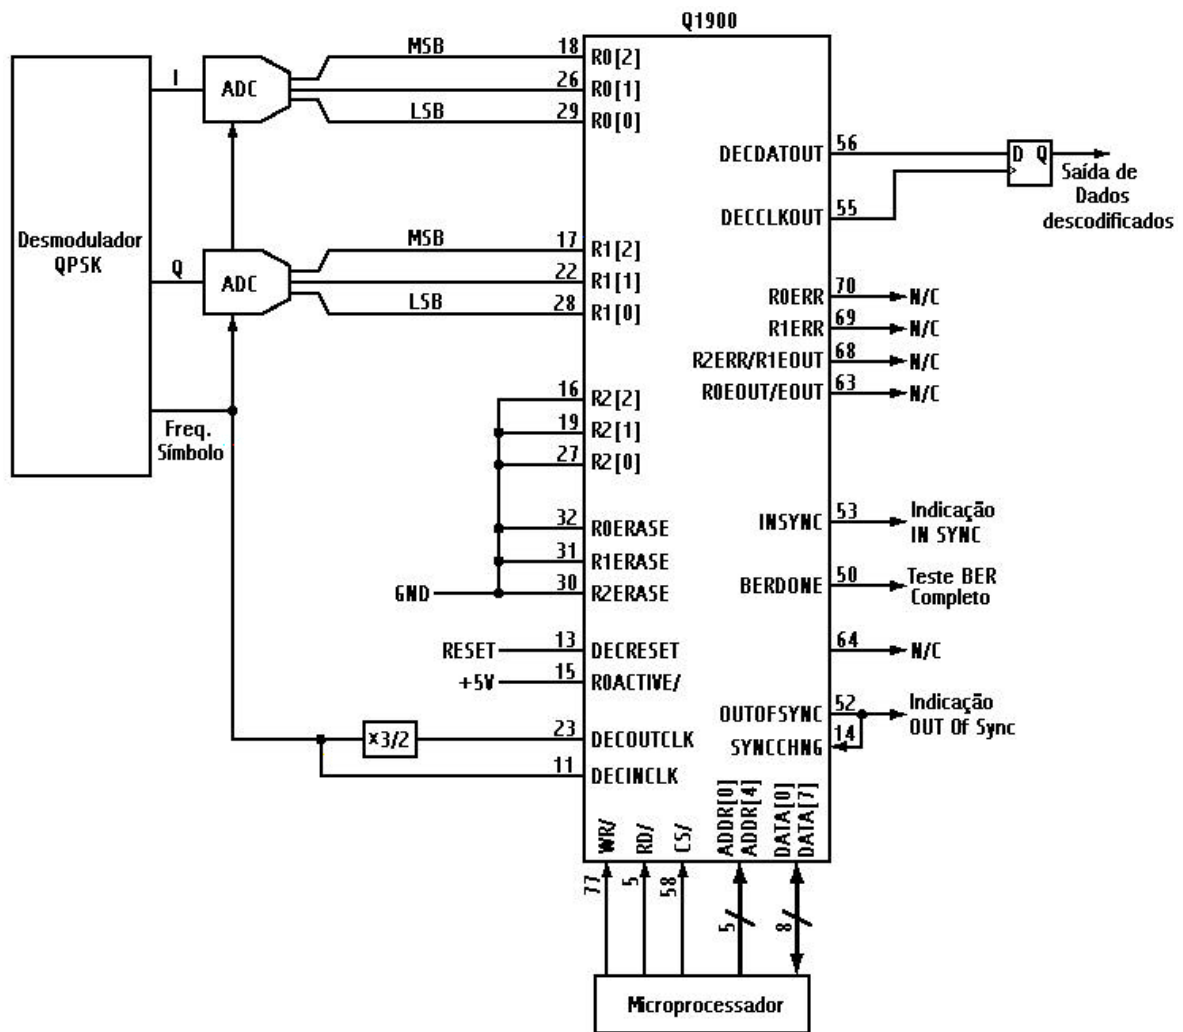 Q1900
Desmodulador
QPSK
I
ADC
MSB
LSB
18
26
29
R0[2]
R0[1]
R0[0]
Q
ADC
MSB
LSB
17
22
28
R1[2]
R1[1]
R1[0]
Freq.
Símbolo
16
19
27
R2[2]
R2[1]
R2[0]
32
31
30
R0ERASE
R1ERASE
R2ERASE
GND
RESET
13
DECRESET
+5V
15
R0ACTIVE/
×3/2
23
DECOUTCLK
11
DECINCLK
DECDATOUT
56
DECCLKOUT
55
D Q
Saída de
Dados
descodificados
R0ERR
70
N/C
R1ERR
69
N/C
R2ERR/R1EOUT
68
N/C
R0EOUT/EOUT
63
N/C
INSYNC
53
Indicação
IN SYNC
BERDONE
50
Teste BER
Completo
64
N/C
OUTOFSYNC
52
Indicação
OUT Of Sync
SYNCCHNG
14
WR/
RD/
CS/
ADDR[0]
ADDR[4]
DATA[0]
DATA[7]
77
5
58
5
8
Microprocessador